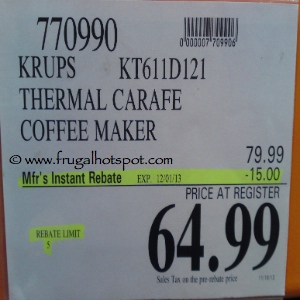 770990
0000007709906
KRUPS KT611D121
THERMAL CARAFE
COFFEE MAKER
www.frugalhotspot.com
79.99
Mfr's Instant Rebate EXP. 12/01/13 -15.00
PRICE AT REGISTER
64.99
REBATE LIMIT
5
Sales Tax on the pre-rebate price